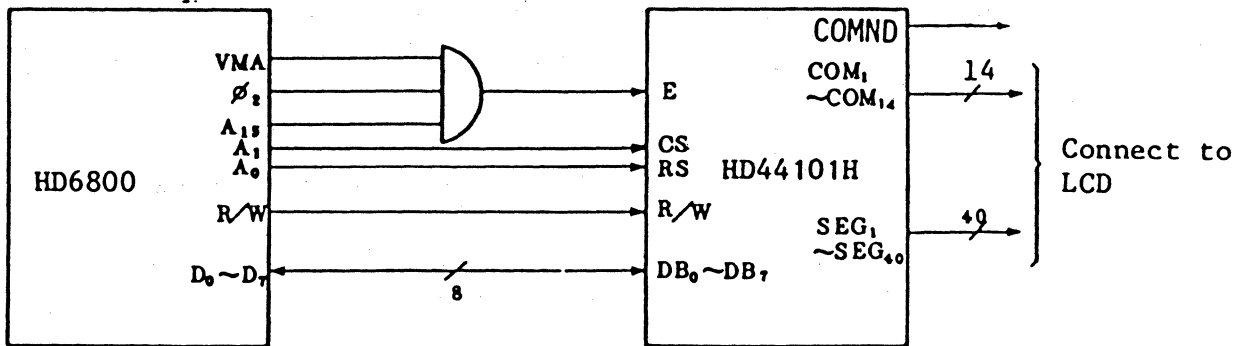 HD6800
VMA
ø₂
A₁₅
A₁
A₀
R/W
D₀~D₇
8
E
CS
RS
R/W
DB₀~DB₇
HD44101H
COMND
COM₁
~COM₁₄
SEG₁
~SEG₄₀
14
40
Connect to
LCD